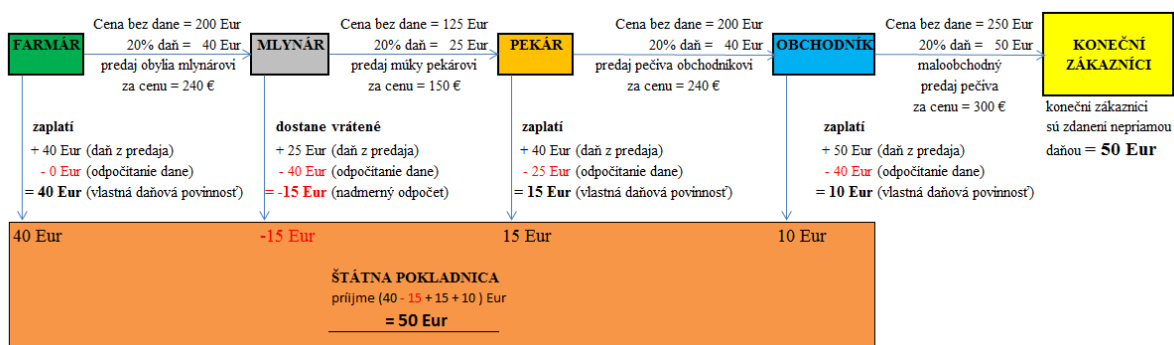 FARMÁR
Cena bez dane = 200 Eur
20% daň = 40 Eur
predaj obylia mlynárovi
za cenu = 240 €
MLYNÁR
Cena bez dane = 125 Eur
20% daň = 25 Eur
predaj múky pekárovi
za cenu = 150 €
PEKÁR
Cena bez dane = 200 Eur
20% daň = 40 Eur
predaj pečiva obchodníkovi
za cenu = 240 €
OBCHODNÍK
Cena bez dane = 250 Eur
20% daň = 50 Eur
maloobchodný
predaj pečiva
za cenu = 300 €
KONEČNÍ
ZÁKAZNÍCI
koneční zákazníci
sú zdanení nepriamou
daňou = 50 Eur
zaplatí
+ 40 Eur (daň z predaja)
- 0 Eur (odpočítanie dane)
= 40 Eur (vlastná daňová povinnosť)
dostane vrátené
+ 25 Eur (daň z predaja)
- 40 Eur (odpočítanie dane)
= -15 Eur (nadmerný odpočet)
zaplatí
+ 40 Eur (daň z predaja)
- 25 Eur (odpočítanie dane)
= 15 Eur (vlastná daňová povinnosť)
zaplatí
+ 50 Eur (daň z predaja)
- 40 Eur (odpočítanie dane)
= 10 Eur (vlastná daňová povinnosť)
40 Eur
-15 Eur
15 Eur
10 Eur
ŠTÁTNA POKLADNICA
príjme (40 - 15 + 15 + 10 ) Eur
= 50 Eur